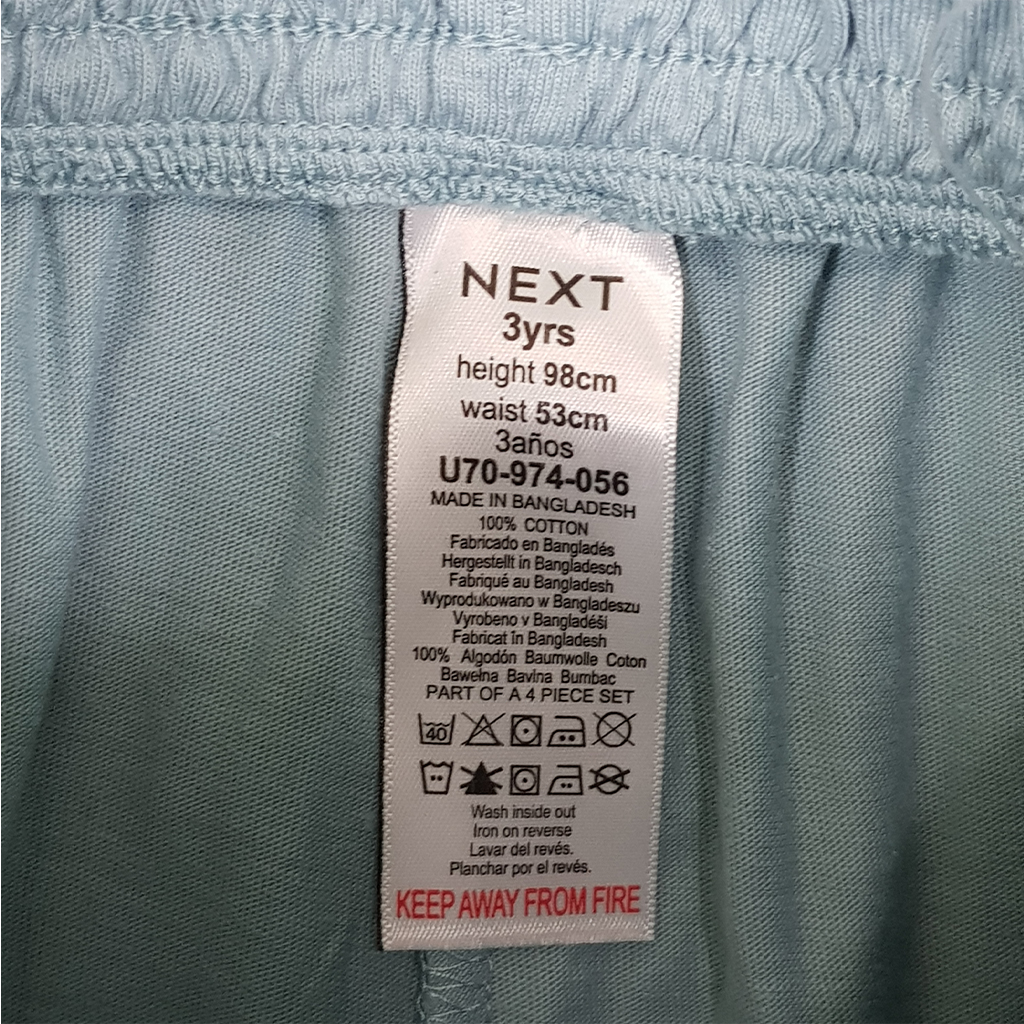 NEXT
3yrs
height 98cm
waist 53cm
3años
U70-974-056
MADE IN BANGLADESH
100% COTTON
Fabricado en Bangladés
Hergestellt in Bangladesch
Fabriqué au Bangladesh
Wyprodukowano w Bangladeszu
Vyrobeno v Bangladéši
Fabricat în Bangladesh
100% Algodón Baumwolle Coton
Bawełna Bavlna Bumbac
PART OF A 4 PIECE SET
40
Wash inside out
Iron on reverse
Lavar del revés.
Planchar por el revés.
KEEP AWAY FROM FIRE